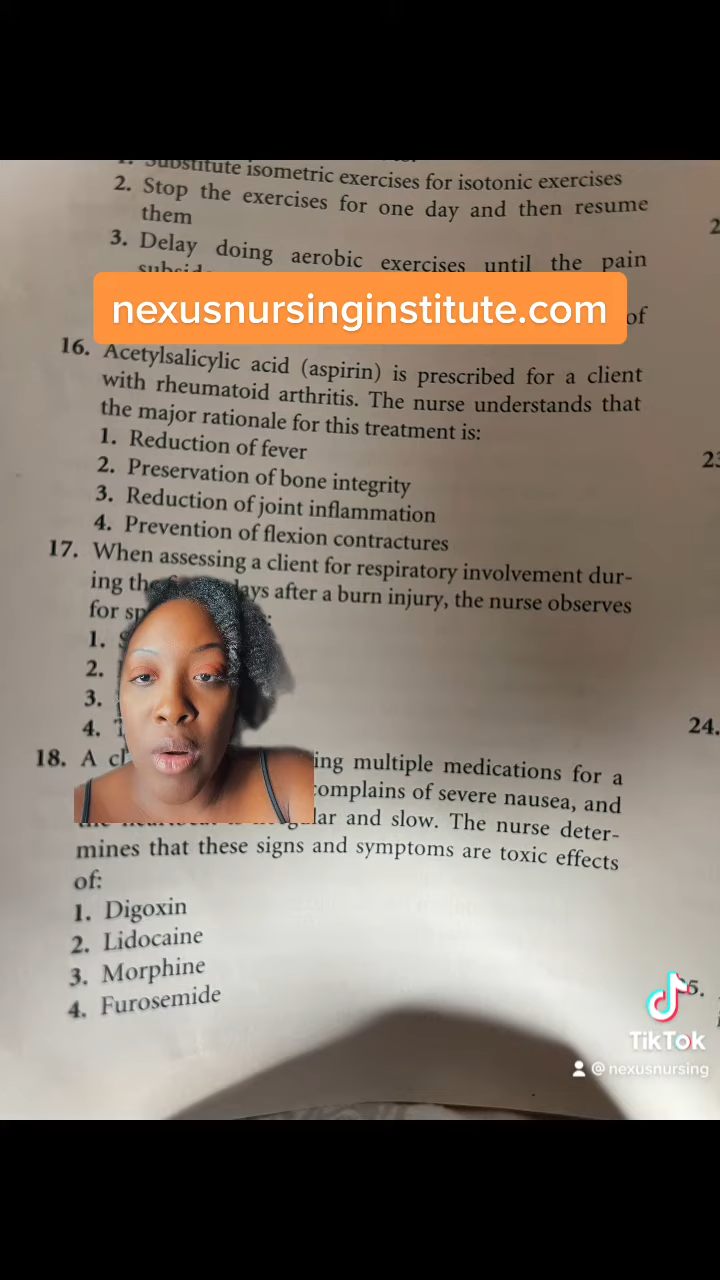 1. Substitute isometric exercises for isotonic exercises
2. Stop the exercises for one day and then resume
them
3. Delay doing aerobic exercises until the pain
nexusnursinginstitute.com
of
16. Acetylsalicylic acid (aspirin) is prescribed for a client
with rheumatoid arthritis. The nurse understands that
the major rationale for this treatment is:
1. Reduction of fever
2. Preservation of bone integrity
3. Reduction of joint inflammation
4. Prevention of flexion contractures
17. When assessing a client for respiratory involvement dur-
ing the days after a burn injury, the nurse observes
for
1.
2.
3.
4.
18. A multiple medications for a
complains of severe nausea, and
and slow. The nurse deter-
mines that these signs and symptoms are toxic effects
of:
1. Digoxin
2. Lidocaine
3. Morphine
4. Furosemide
24.
TikTok
@nexusnursing